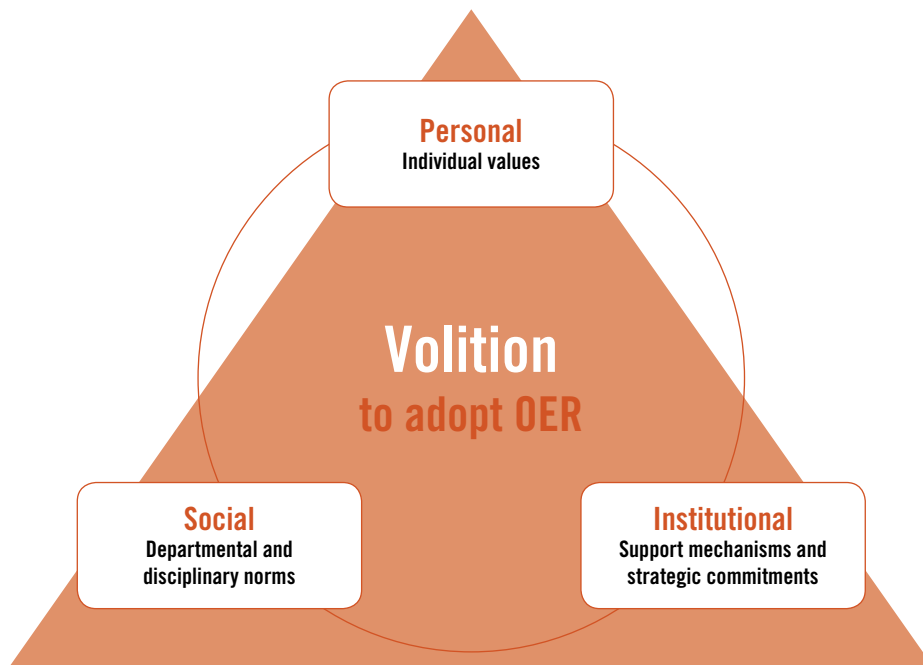 Personal
Individual values
Volition
to adopt OER
Social
Departmental and
disciplinary norms
Institutional
Support mechanisms and
strategic commitments